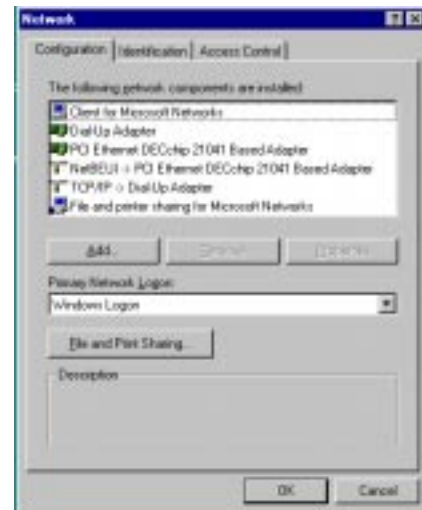 Network
Configuration Identification Access Control
The following network components are installed:
Client for Microsoft Networks
Dial-Up Adapter
PCI Ethernet DECchip 21041 Based Adapter
NetBEUI -> PCI Ethernet DECchip 21041 Based Adapter
TCP/IP -> Dial-Up Adapter
File and printer sharing for Microsoft Networks
Add... Remove Properties
Primary Network Logon:
Windows Logon
File and Print Sharing...
Description
OK Cancel